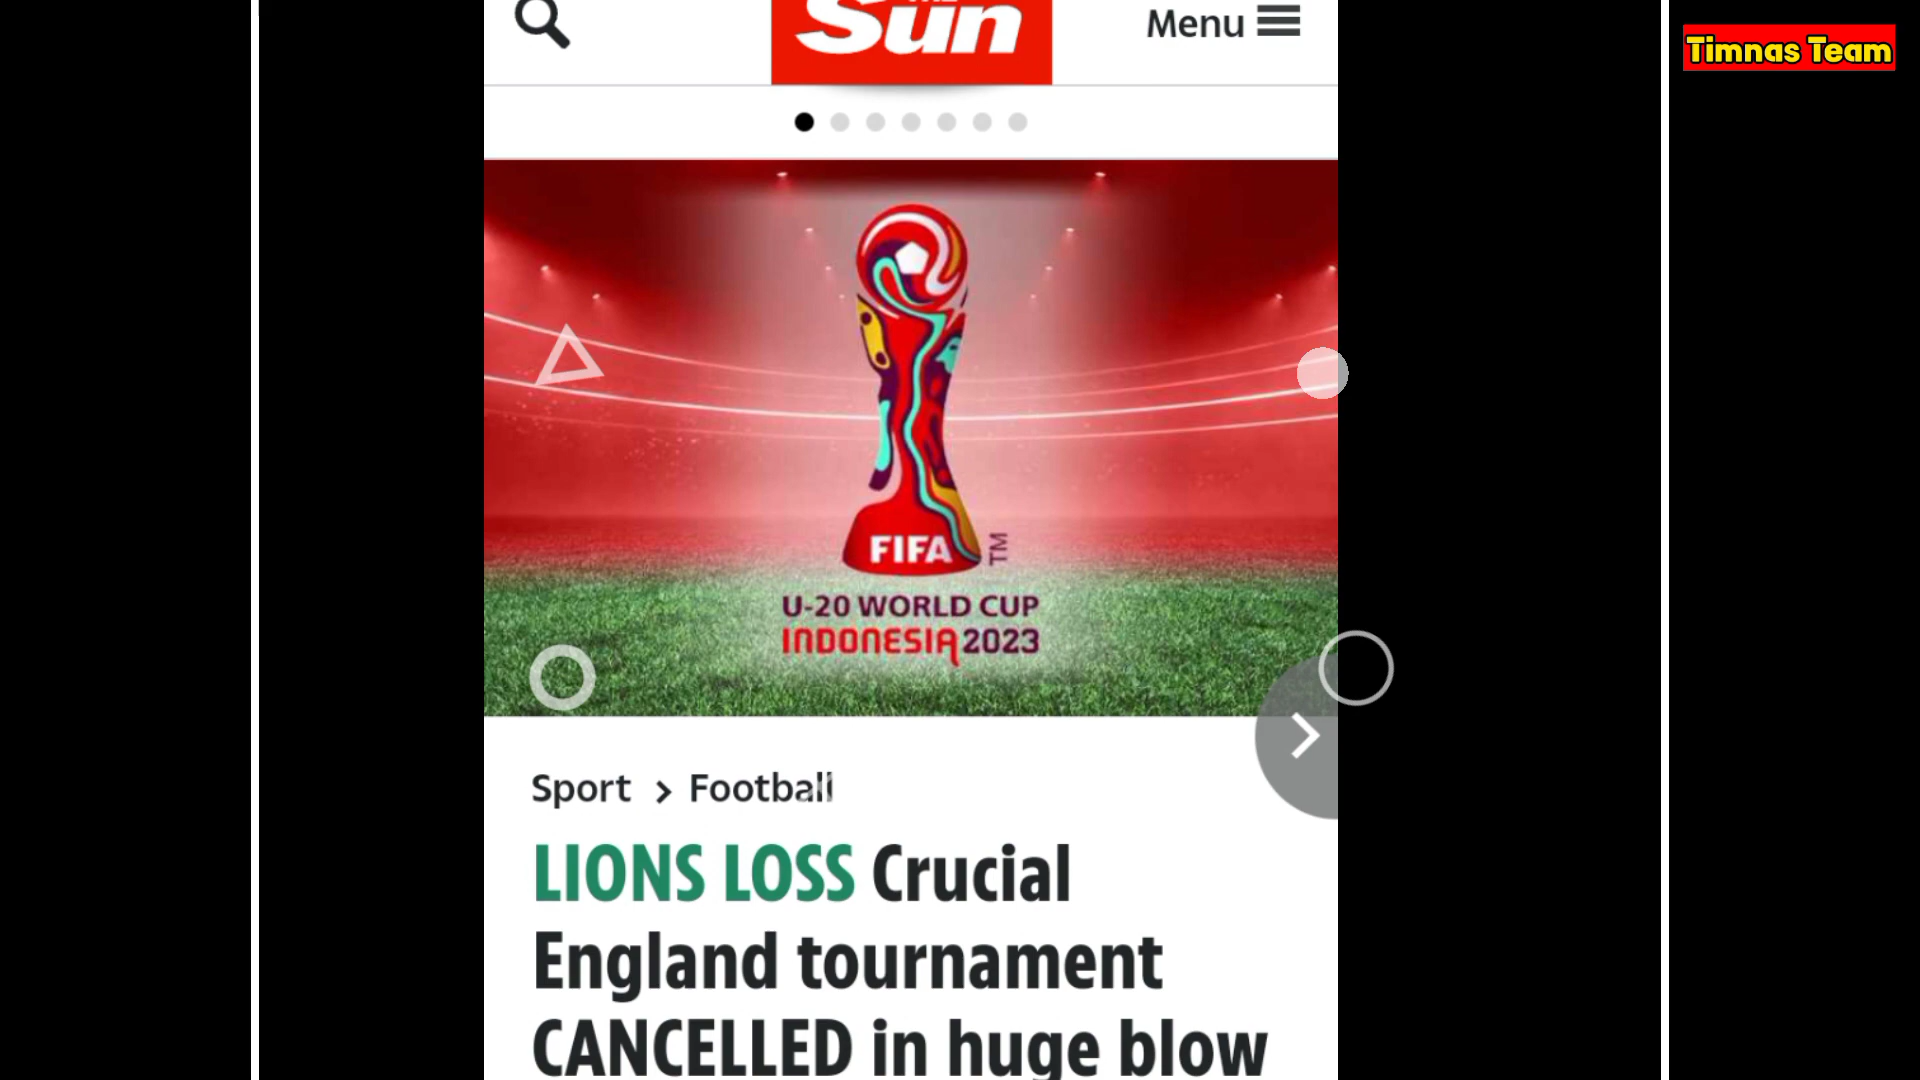 Sun
Menu
Timnas Team
FIFA
TM
U-20 WORLD CUP
INDONESIA 2023
Sport > Football
LIONS LOSS Crucial
England tournament
CANCELLED in huge blow